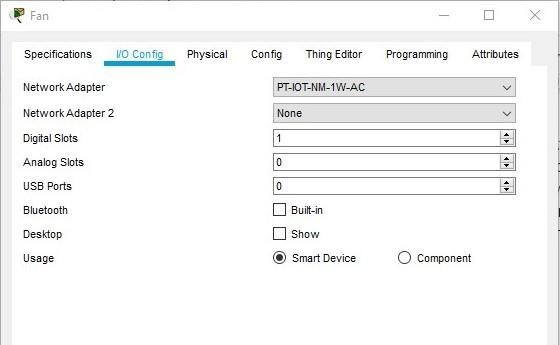 Fan
Specifications I/O Config Physical Config Thing Editor Programming Attributes
Network Adapter PT-IOT-NM-1W-AC
Network Adapter 2 None
Digital Slots 1
Analog Slots 0
USB Ports 0
Bluetooth Built-in
Desktop Show
Usage Smart Device Component